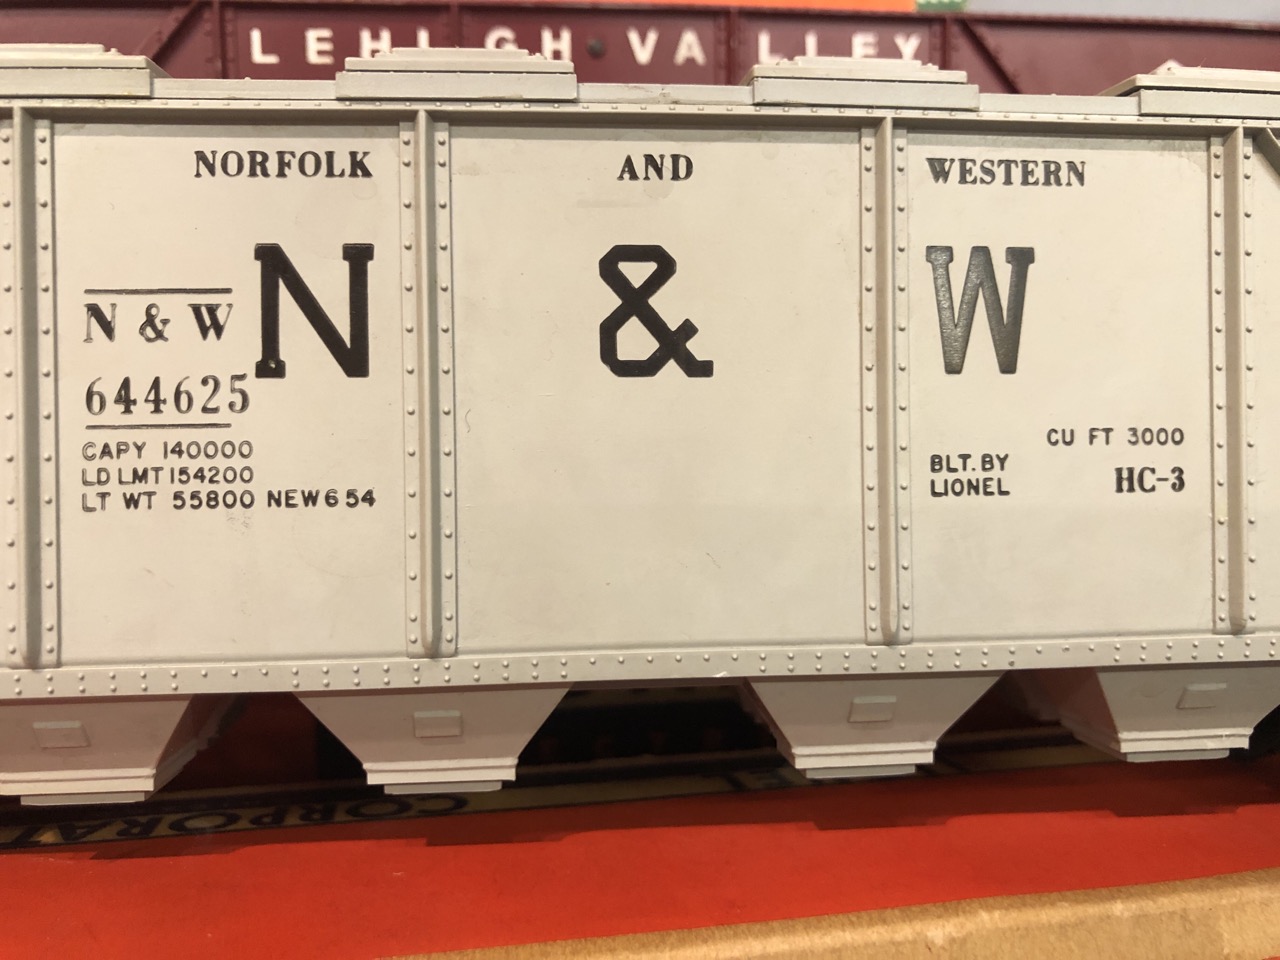 LEHIGH VALLEY
NORFOLK AND WESTERN
N & W
N & W
644625
CAPY 140000
LD LMT 154200
LT WT 55800 NEW 6 54
CU FT 3000
BLT. BY
LIONEL
HC-3
CORPORAT